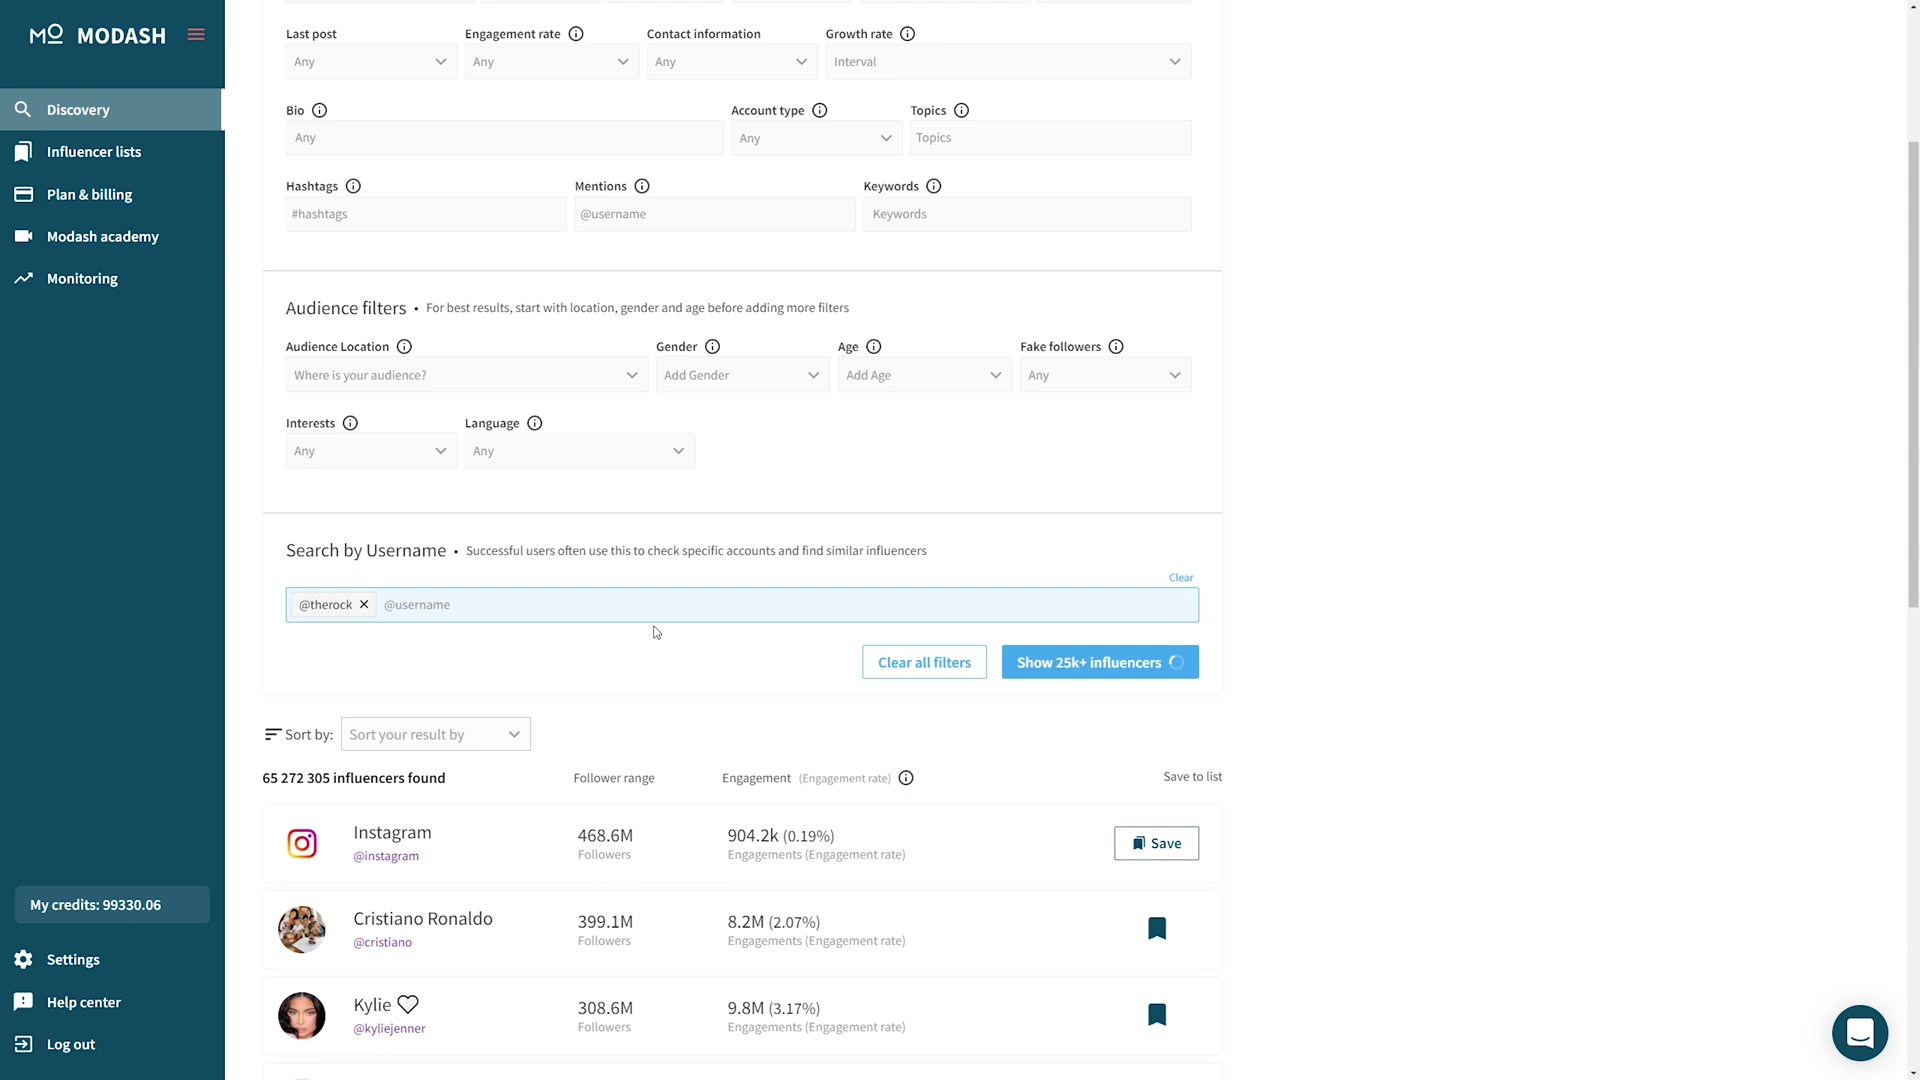 MO MODASH
Discovery
Influencer lists
Plan & billing
Modash academy
Monitoring
My credits: 99330.06
Settings
Help center
Log out
Last post Engagement rate Contact information Growth rate
Any Any Any Interval
Bio Account type Topics
Any Any Topics
Hashtags Mentions Keywords
#hashtags @username Keywords
Audience filters • For best results, start with location, gender and age before adding more filters
Audience Location Gender Age Fake followers
Where is your audience? Add Gender Add Age Any
Interests Language
Any Any
Search by Username • Successful users often use this to check specific accounts and find similar influencers
Clear
@therock @username
Clear all filters Show 25k+ influencers
Sort by: Sort your result by
65 272 305 influencers found Follower range Engagement (Engagement rate) Save to list
Instagram 468.6M 904.2k (0.19%) Save
@instagram Followers Engagements (Engagement rate)
Cristiano Ronaldo 399.1M 8.2M (2.07%)
@cristiano Followers Engagements (Engagement rate)
Kylie 308.6M 9.8M (3.17%)
@kyliejenner Followers Engagements (Engagement rate)